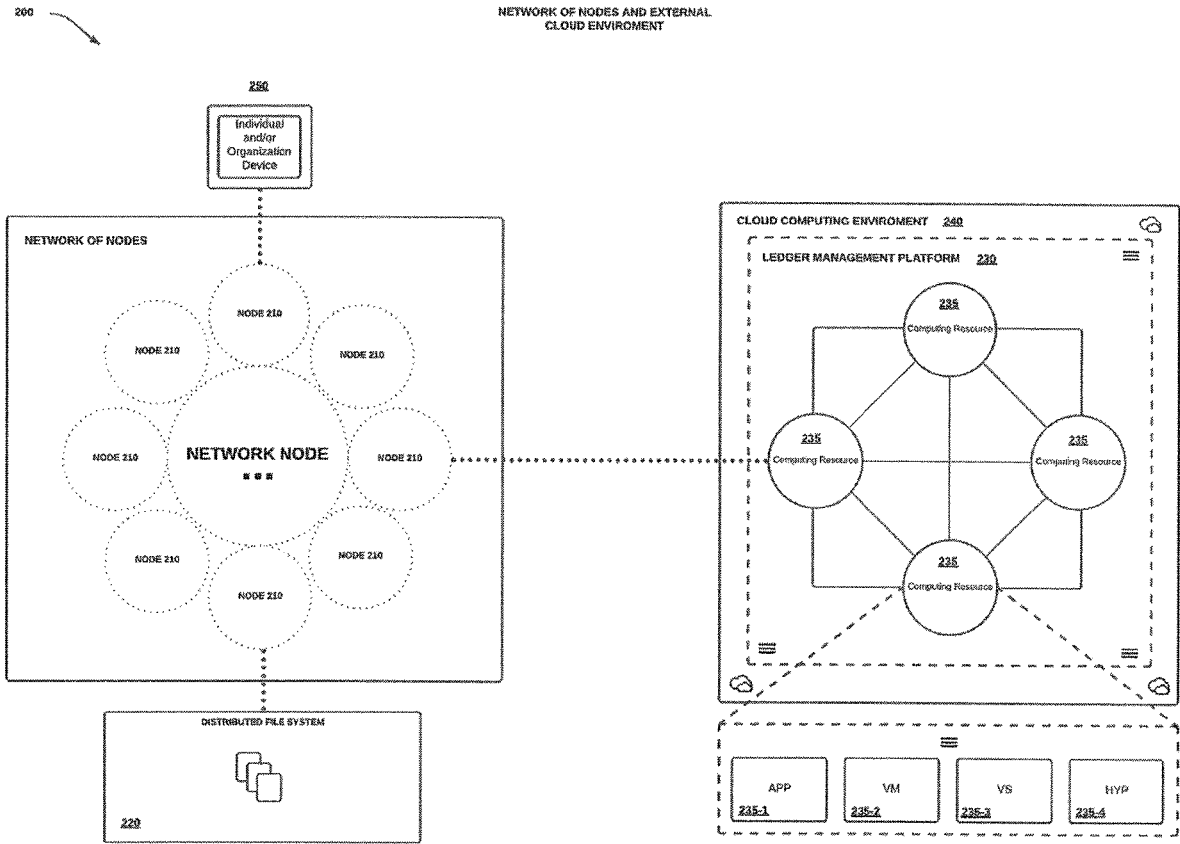 200
NETWORK OF NODES AND EXTERNAL
CLOUD ENVIROMENT
250
Individual
and/or
Organization
Device
NETWORK OF NODES
NODE 210
NODE 210
NODE 210
NODE 210
NETWORK NODE
NODE 210
NODE 210
NODE 210
NODE 210
DISTRIBUTED FILE SYSTEM
220
CLOUD COMPUTING ENVIROMENT 240
LEDGER MANAGEMENT PLATFORM 230
235
Computing Resource
235
Computing Resource
235
Computing Resource
235
Computing Resource
APP
235-1
VM
235-2
VS
235-3
HYP
235-4